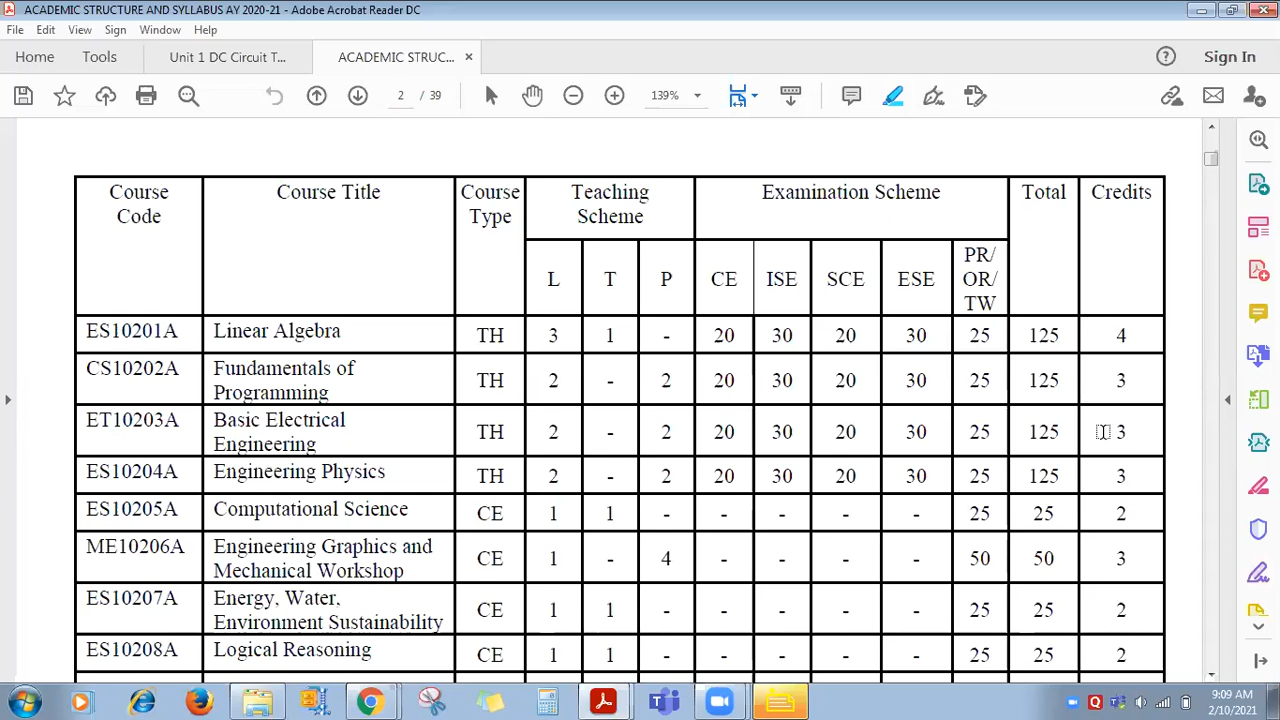 ACADEMIC STRUCTURE AND SYLLABUS AY 2020-21 - Adobe Acrobat Reader DC
File Edit View Sign Window Help
Home Tools Unit 1 DC Circuit T... ACADEMIC STRUC... × Sign In
2 / 39 139%
Course Code Course Title Course Type Teaching Scheme Examination Scheme Total Credits
L T P CE ISE SCE ESE PR/ OR/ TW
ES10201A Linear Algebra TH 3 1 - 20 30 20 30 25 125 4
CS10202A Fundamentals of Programming TH 2 - 2 20 30 20 30 25 125 3
ET10203A Basic Electrical Engineering TH 2 - 2 20 30 20 30 25 125 3
ES10204A Engineering Physics TH 2 - 2 20 30 20 30 25 125 3
ES10205A Computational Science CE 1 1 - - - - - 25 25 2
ME10206A Engineering Graphics and Mechanical Workshop CE 1 - 4 - - - - 50 50 3
ES10207A Energy, Water, Environment Sustainability CE 1 1 - - - - - 25 25 2
ES10208A Logical Reasoning CE 1 1 - - - - - 25 25 2
9:09 AM
2/10/2021